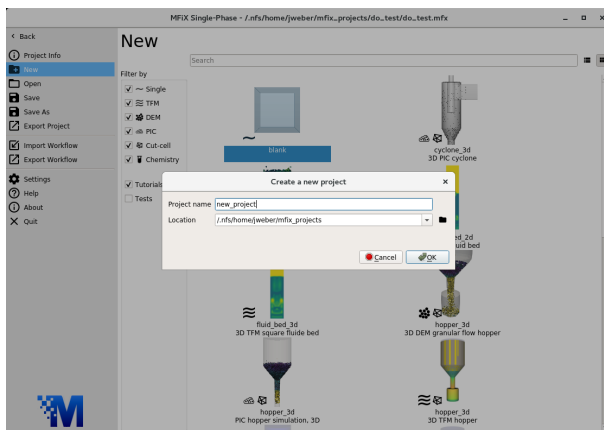 MFiX Single-Phase - /.nfs/home/jweber/mfix_projects/do_test/do_test.mfx
Back
Project Info
New
Open
Save
Save As
Export Project
Import Workflow
Export Workflow
Settings
Help
About
Quit
New
Search
Filter by
Single
TFM
DEM
PIC
Cut-cell
Chemistry
Tutorials
Tests
blank
cyclone_3d
3D PIC cyclone
Create a new project
Project name new_project
Location /.nfs/home/jweber/mfix_projects
Cancel OK
ed_2d
uid bed
fluid_bed_3d
3D TFM square fluide bed
hopper_3d
3D DEM granular flow hopper
hopper_3d
PIC hopper simulation, 3D
hopper_3d
3D TFM hopper
M